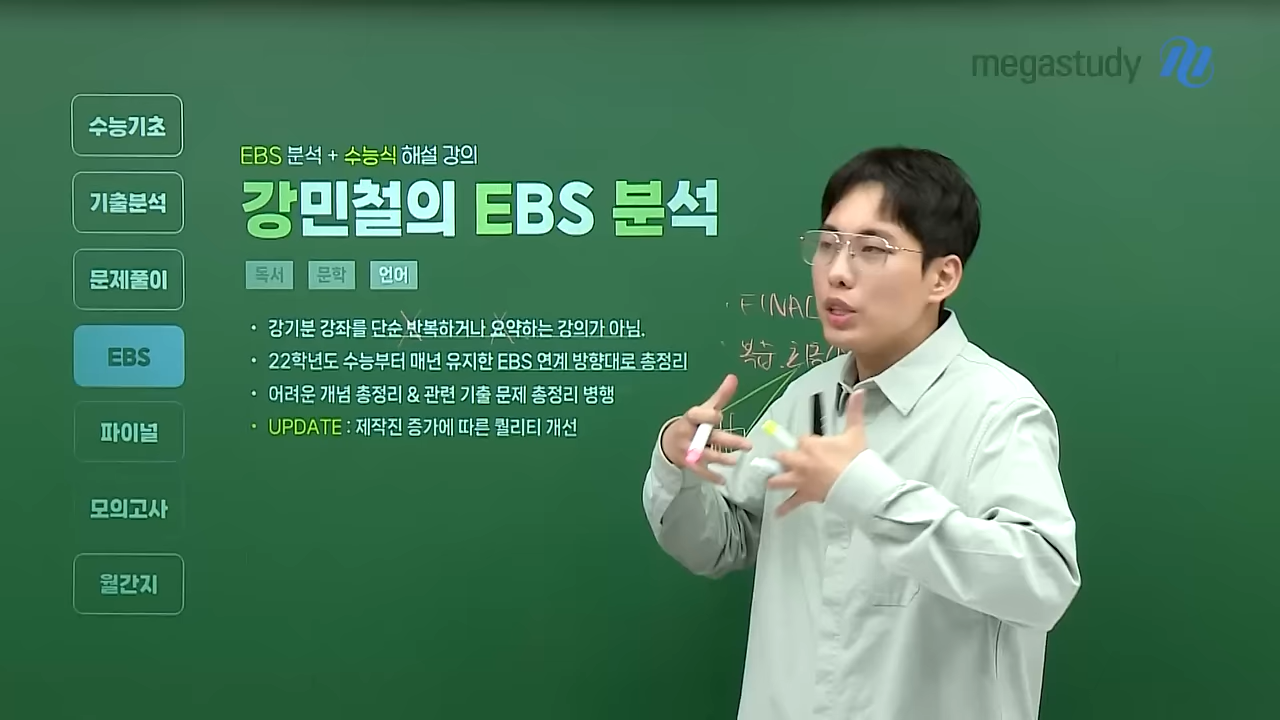 megastudy
수능기초
기출분석
문제풀이
EBS
파이널
모의고사
월간지
EBS 분석 + 수능식 해설 강의
강민철의 EBS 분석
독서 문학 언어
• 강기분 강좌를 단순 반복하거나 요약하는 강의가 아님.
• 22학년도 수능부터 매년 유지한 EBS 연계 방향대로 총정리
• 어려운 개념 총정리 & 관련 기출 문제 총정리 병행
• UPDATE : 제작진 증가에 따른 퀄리티 개선
· FINAL
복습.